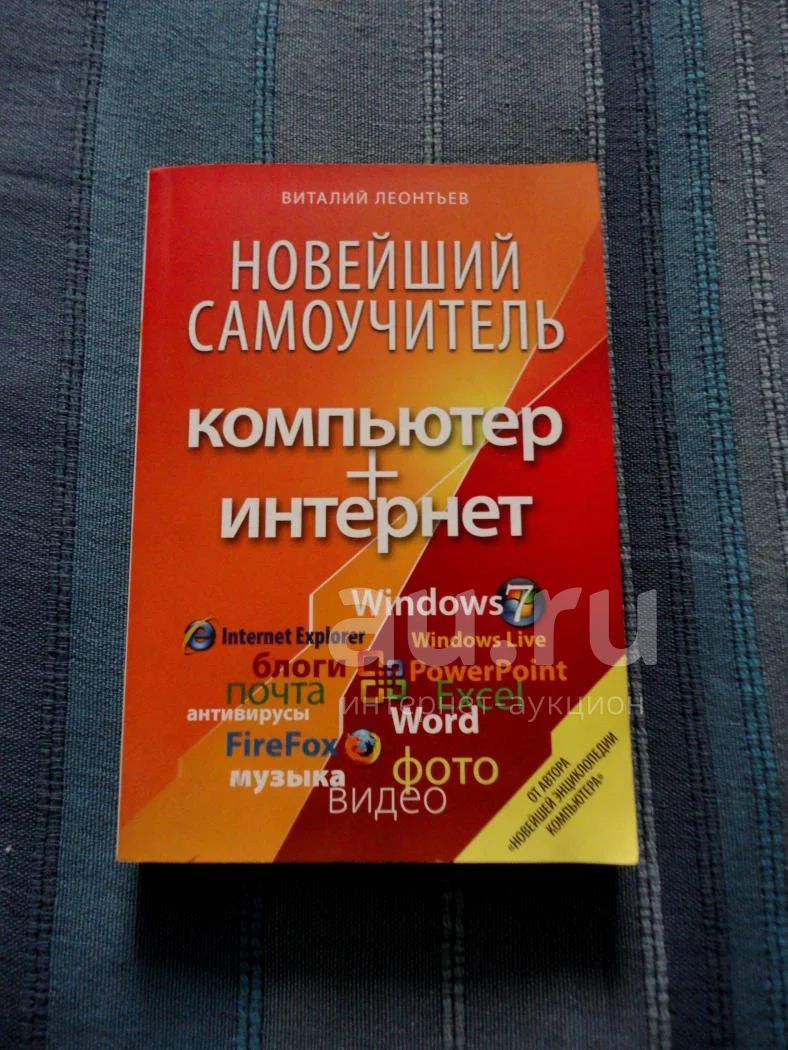 ВИТАЛИЙ ЛЕОНТЬЕВ
НОВЕЙШИЙ
САМОУЧИТЕЛЬ
компьютер
+
интернет
Windows 7
Internet Explorer
Windows Live
блоги
PowerPoint
почта
Excel
антивирусы
Word
FireFox
музыка
фото
видео
ОТ АВТОРА
«НОВЕЙШЕЙ ЭНЦИКЛОПЕДИИ
КОМПЬЮТЕРА»
au.ru
интернет-аукцион